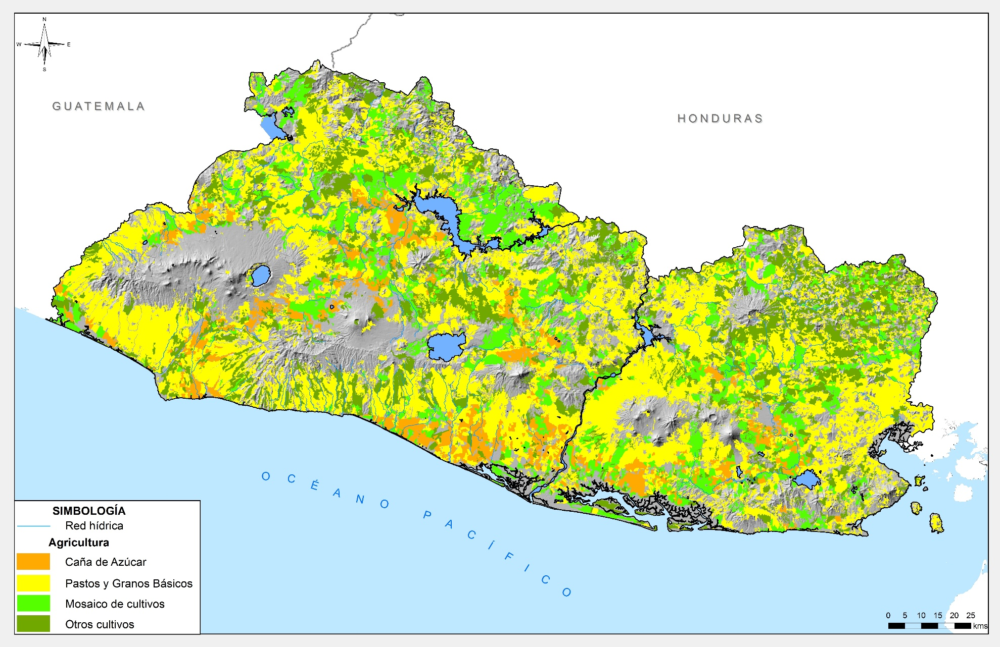 N
W E
S
GUATEMALA
HONDURAS
OCÉANO PACÍFICO
SIMBOLOGÍA
Red hídrica
Agricultura
Caña de Azúcar
Pastos y Granos Básicos
Mosaico de cultivos
Otros cultivos
0 5 10 15 20 25
kms